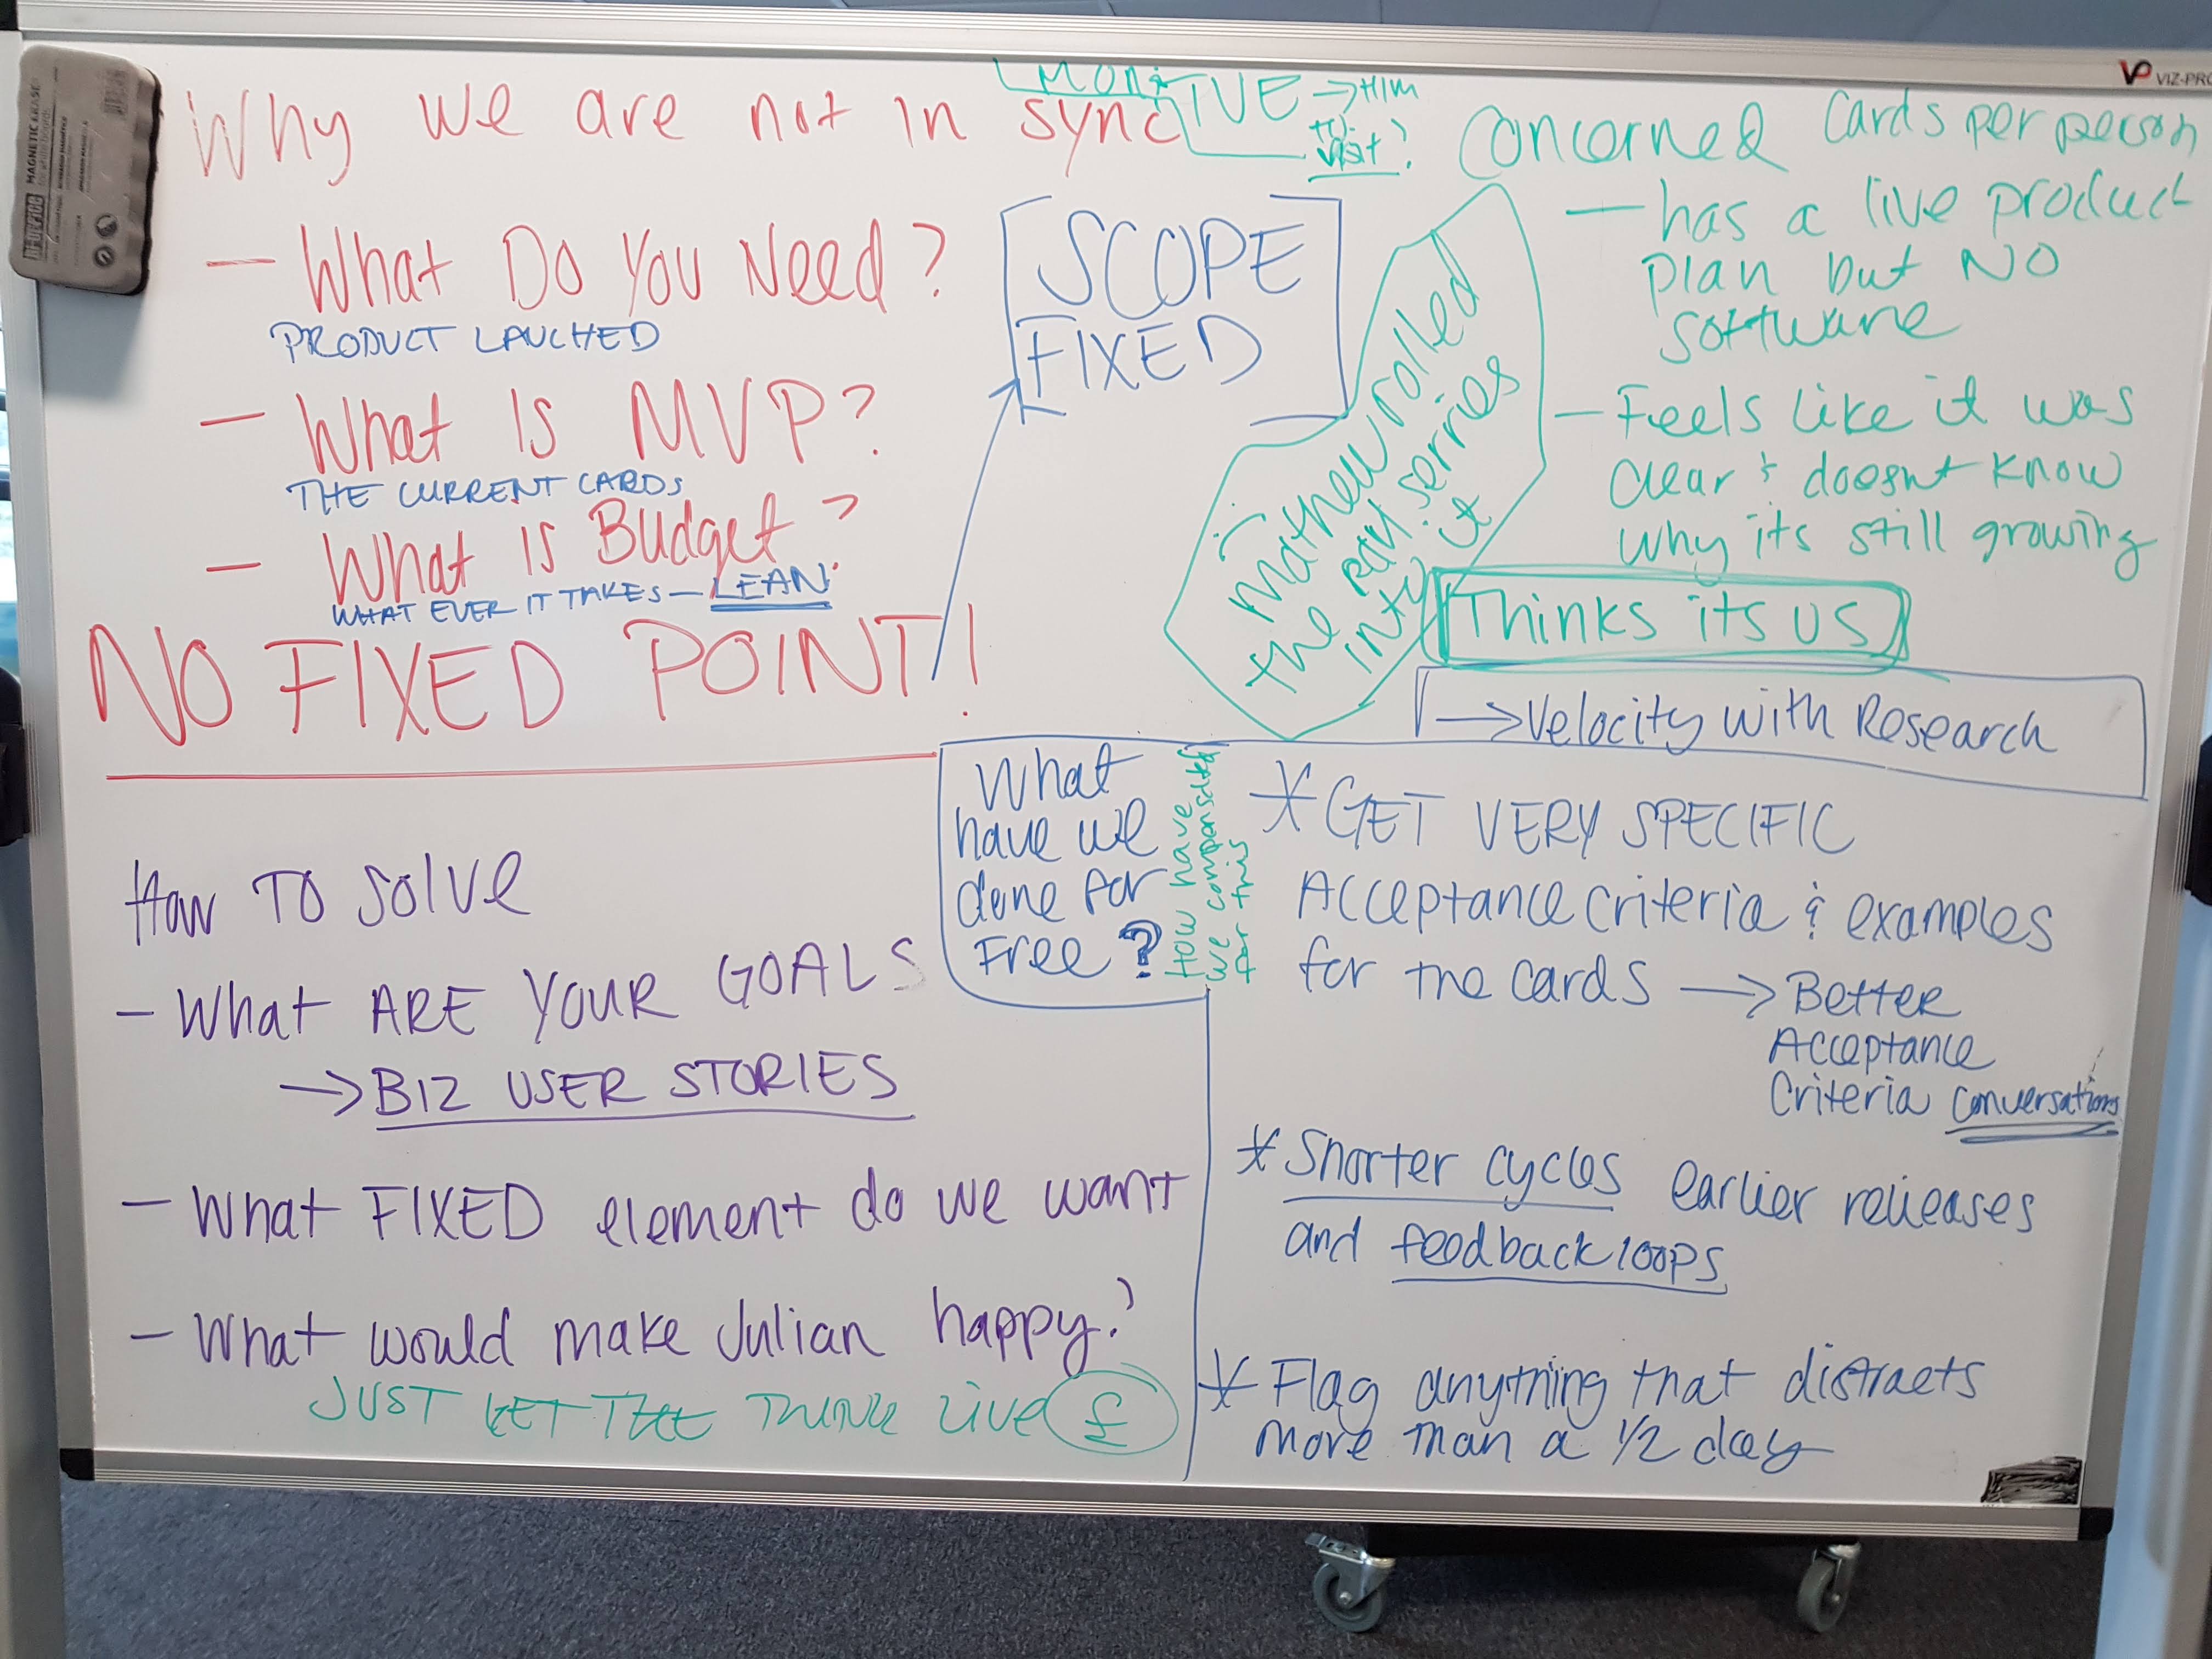 Why we are not in sync
- What Do You Need?
PRODUCT LAUCHED
- What IS MVP?
THE CURRENT CARDS
- What IS Budget?
WHAT EVER IT TAKES - LEAN
NO FIXED POINT!
[SCOPE
FIXED]
TUE → HIM
to
visit?
Concerned
Cards per person
- has a live product
plan but NO
software
- Feels like it was
clear & doesnt know
why its still growing
Thinks its us
Mathew rolled
the pay serries
into it
→ Velocity with Research
How TO Solve
- What ARE YOUR GOALS
→ BIZ USER STORIES
- What FIXED element do we want
- What would make Julian happy?
JUST GET THE THING LIVE £
What
have we
done for
Free?
How have
we compensated
for this
* GET VERY SPECIFIC
Acceptance Criteria & examples
for the cards → Better
Acceptance
Criteria conversations
* Shorter cycles earlier releases
and feedback loops
* Flag anything that distracts
more than a 1/2 day
MAGNETIC ERASER
VIZ-PRO